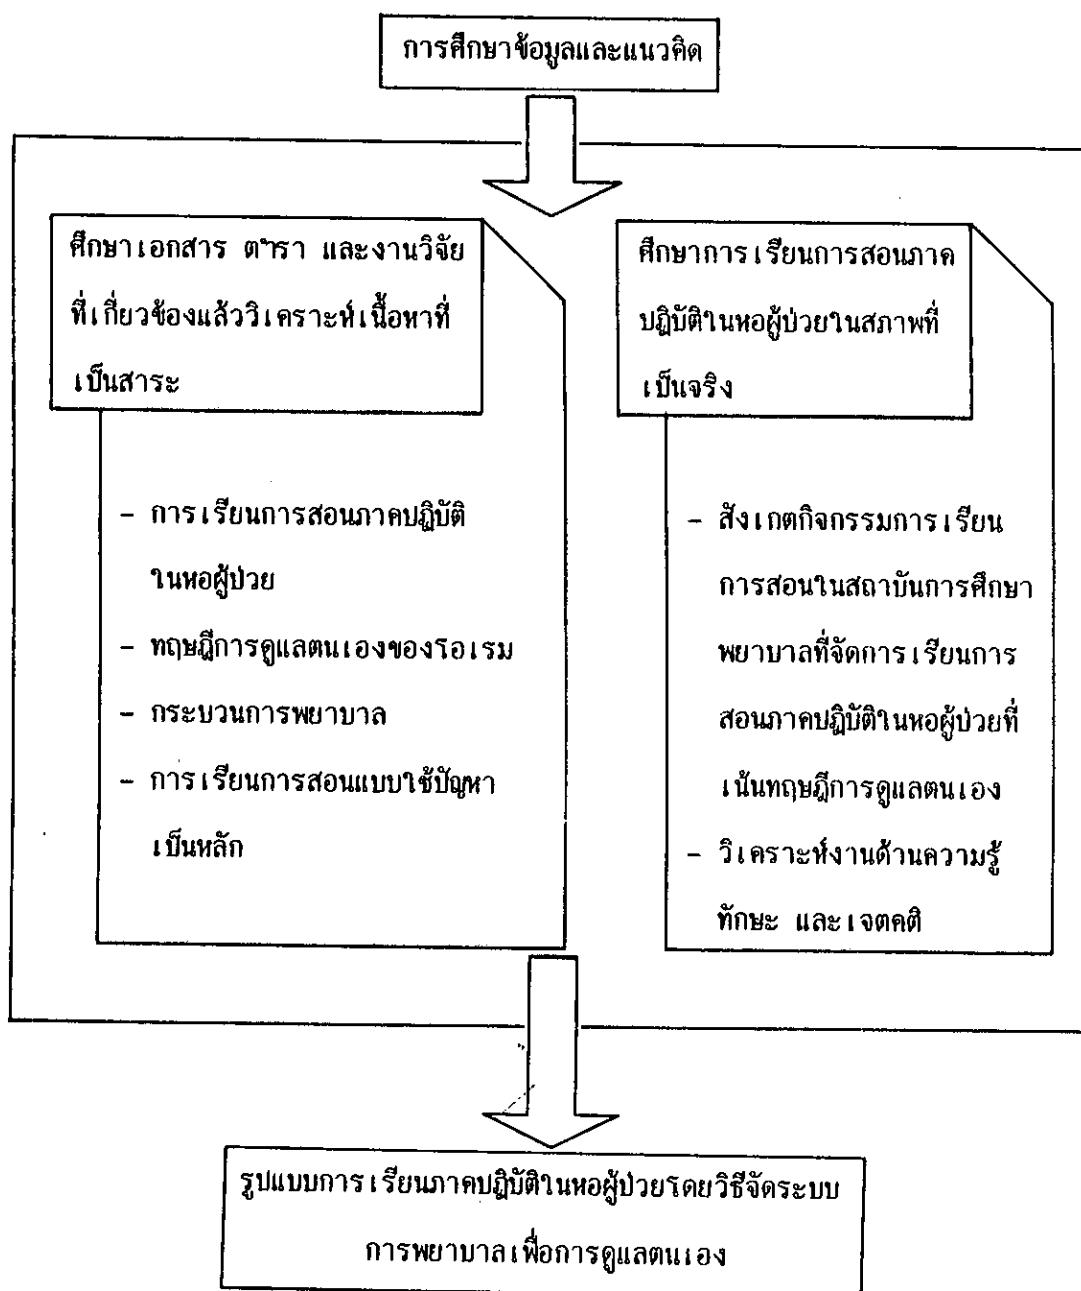 การศึกษาข้อมูลและแนวคิด
ศึกษาเอกสาร ตำรา และงานวิจัย
ที่เกี่ยวข้องแล้ววิเคราะห์เนื้อหาที่
เป็นสาระ
- การเรียนการสอนภาคปฏิบัติ
ในหอผู้ป่วย
- ทฤษฎีการดูแลตนเองของโอเรม
- กระบวนการพยาบาล
- การเรียนการสอนแบบใช้ปัญหา
เป็นหลัก
ศึกษาการเรียนการสอนภาค
ปฏิบัติในหอผู้ป่วยในสภาพที่
เป็นจริง
- สังเกตกิจกรรมการเรียน
การสอนในสถาบันการศึกษา
พยาบาลที่จัดการเรียนการ
สอนภาคปฏิบัติในหอผู้ป่วยที่
เน้นทฤษฎีการดูแลตนเอง
- วิเคราะห์งานด้านความรู้
ทักษะ และเจตคติ
รูปแบบการเรียนภาคปฏิบัติในหอผู้ป่วยโดยวิธีจัดระบบ
การพยาบาลเพื่อการดูแลตนเอง